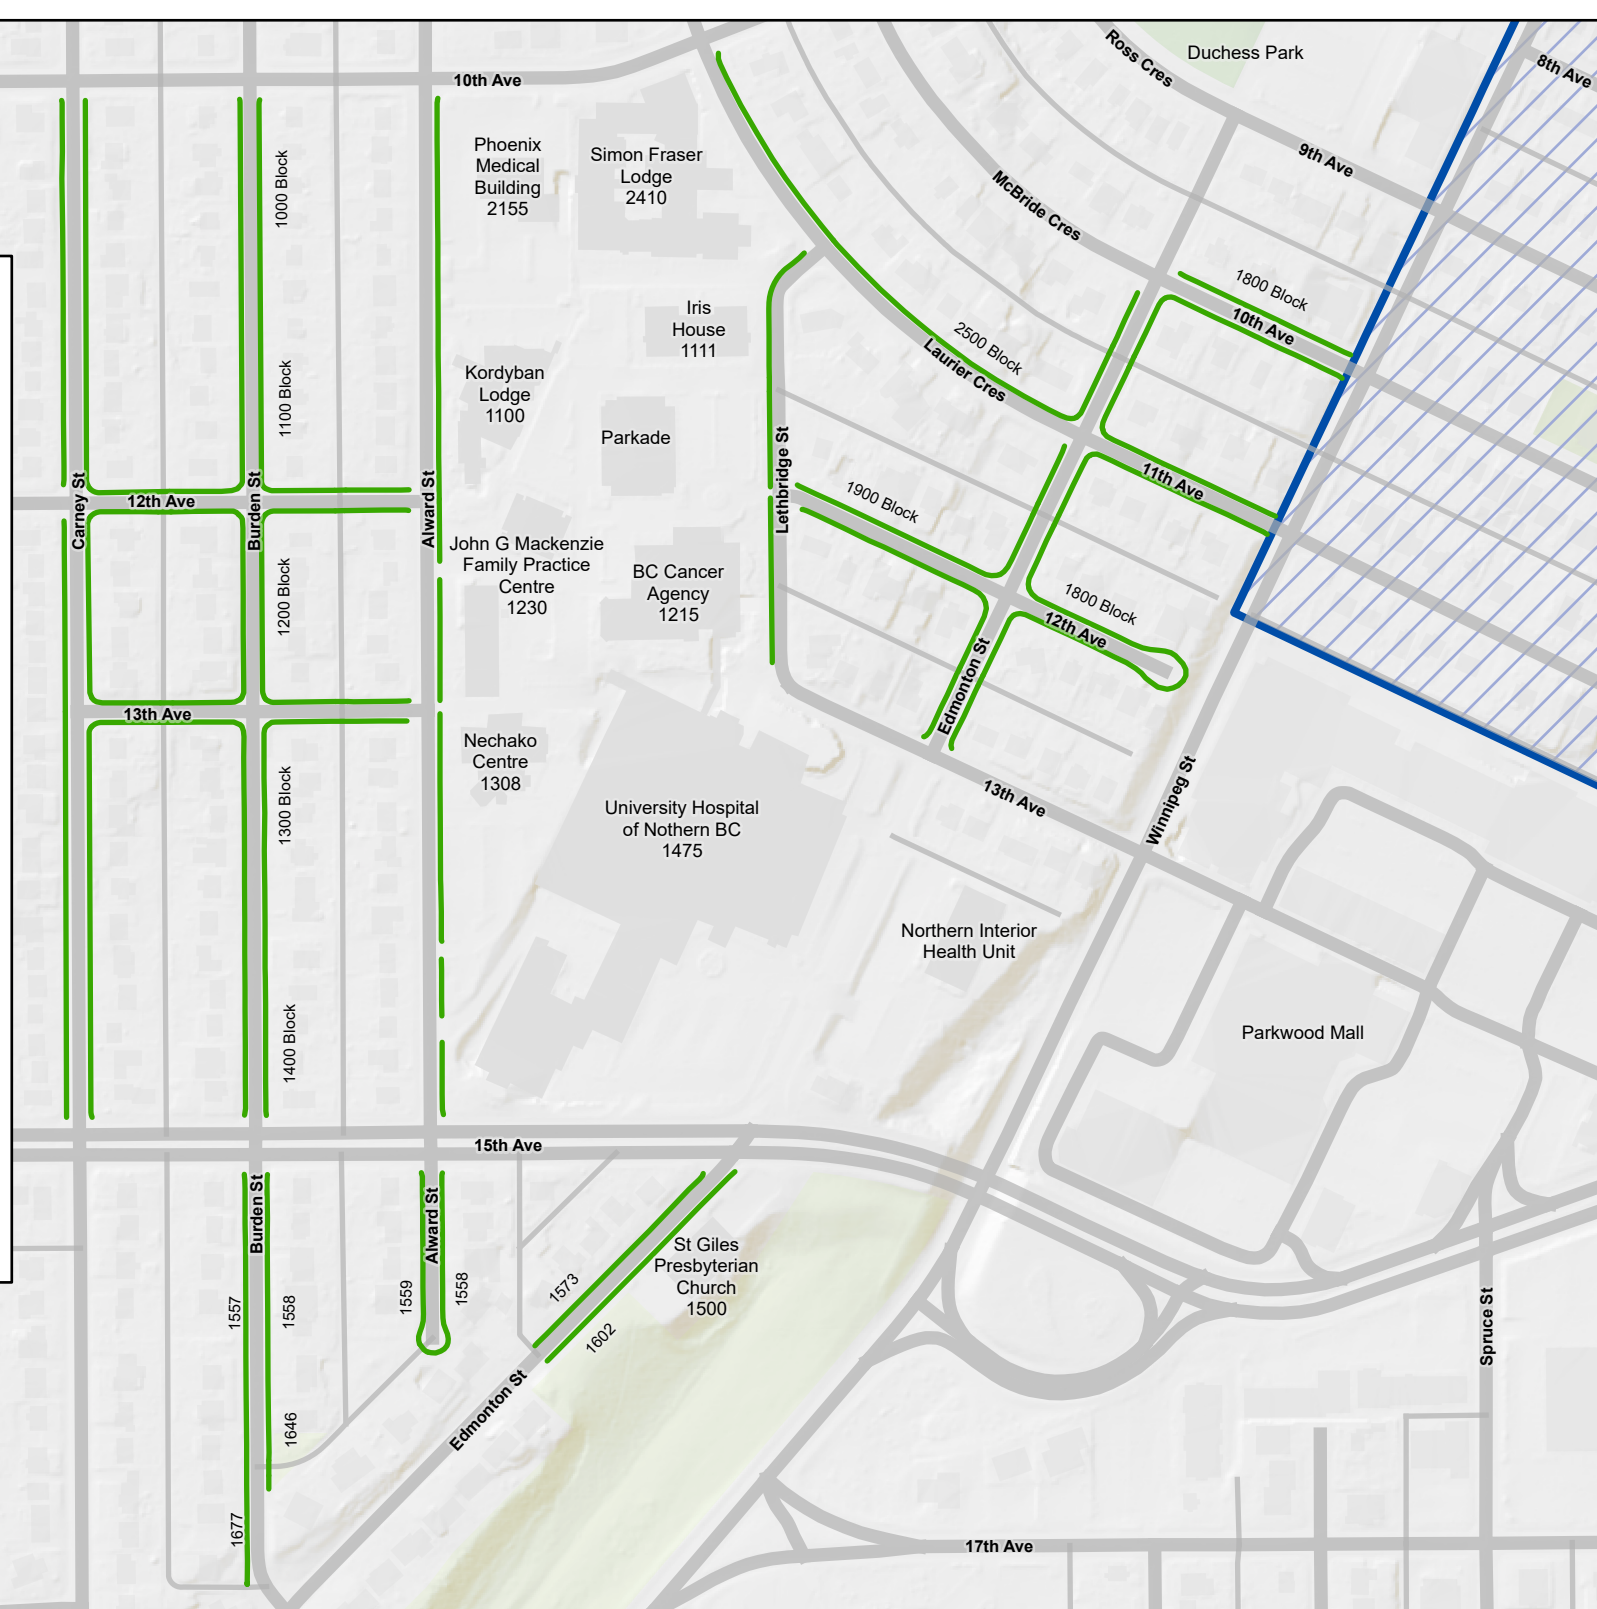 Ross Cres
Duchess Park
8th Ave
10th Ave
Phoenix
Medical
Building
2155
Simon Fraser
Lodge
2410
9th Ave
1000 Block
McBride Cres
1800 Block
10th Ave
Iris
House
1111
2500 Block
Laurier Cres
Kordyban
Lodge
1100
1100 Block
Parkade
11th Ave
Carney St
12th Ave
Burden St
Alward St
Lethbridge St
1900 Block
John G Mackenzie
Family Practice
Centre
1230
BC Cancer
Agency
1215
1200 Block
1800 Block
12th Ave
Edmonton St
13th Ave
Nechako
Centre
1308
1300 Block
University Hospital
of Nothern BC
1475
13th Ave
Winnipeg St
Northern Interior
Health Unit
1400 Block
Parkwood Mall
15th Ave
Burden St
Alward St
St Giles
Presbyterian
Church
1500
1557
1558
1559
1558
1573
1602
Spruce St
Edmonton St
1646
1677
17th Ave